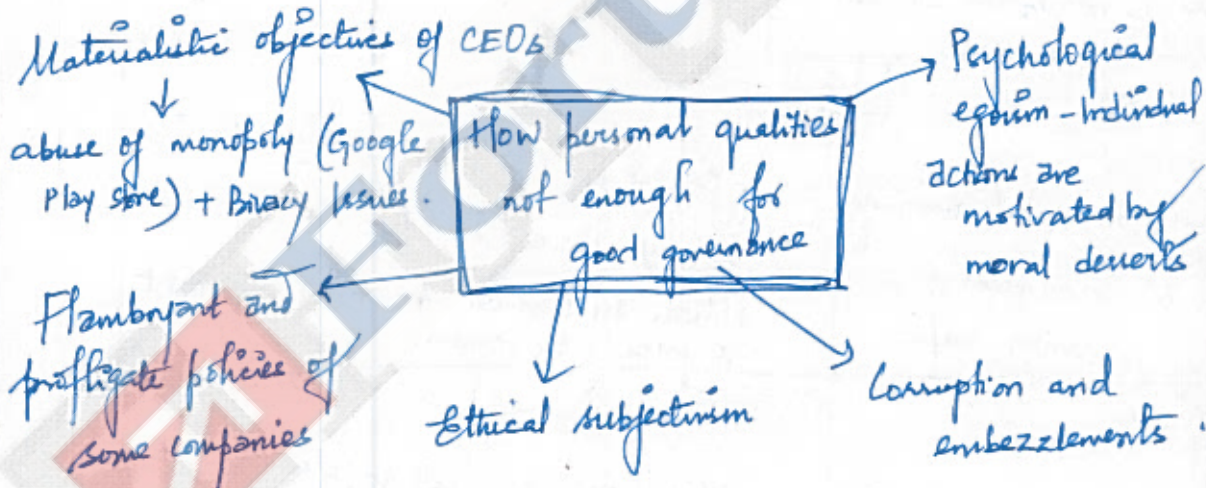 Materialistic objectives of CEOs
abuse of monopoly (Google
Play store) + Privacy Issues.
How personal qualities
not enough for
good governance
Psychological
egoism - Individual
actions are
motivated by
moral deserts
Flamboyant and
profligate policies of
some companies
Ethical subjectivism
Corruption and
embezzlements.
Foru